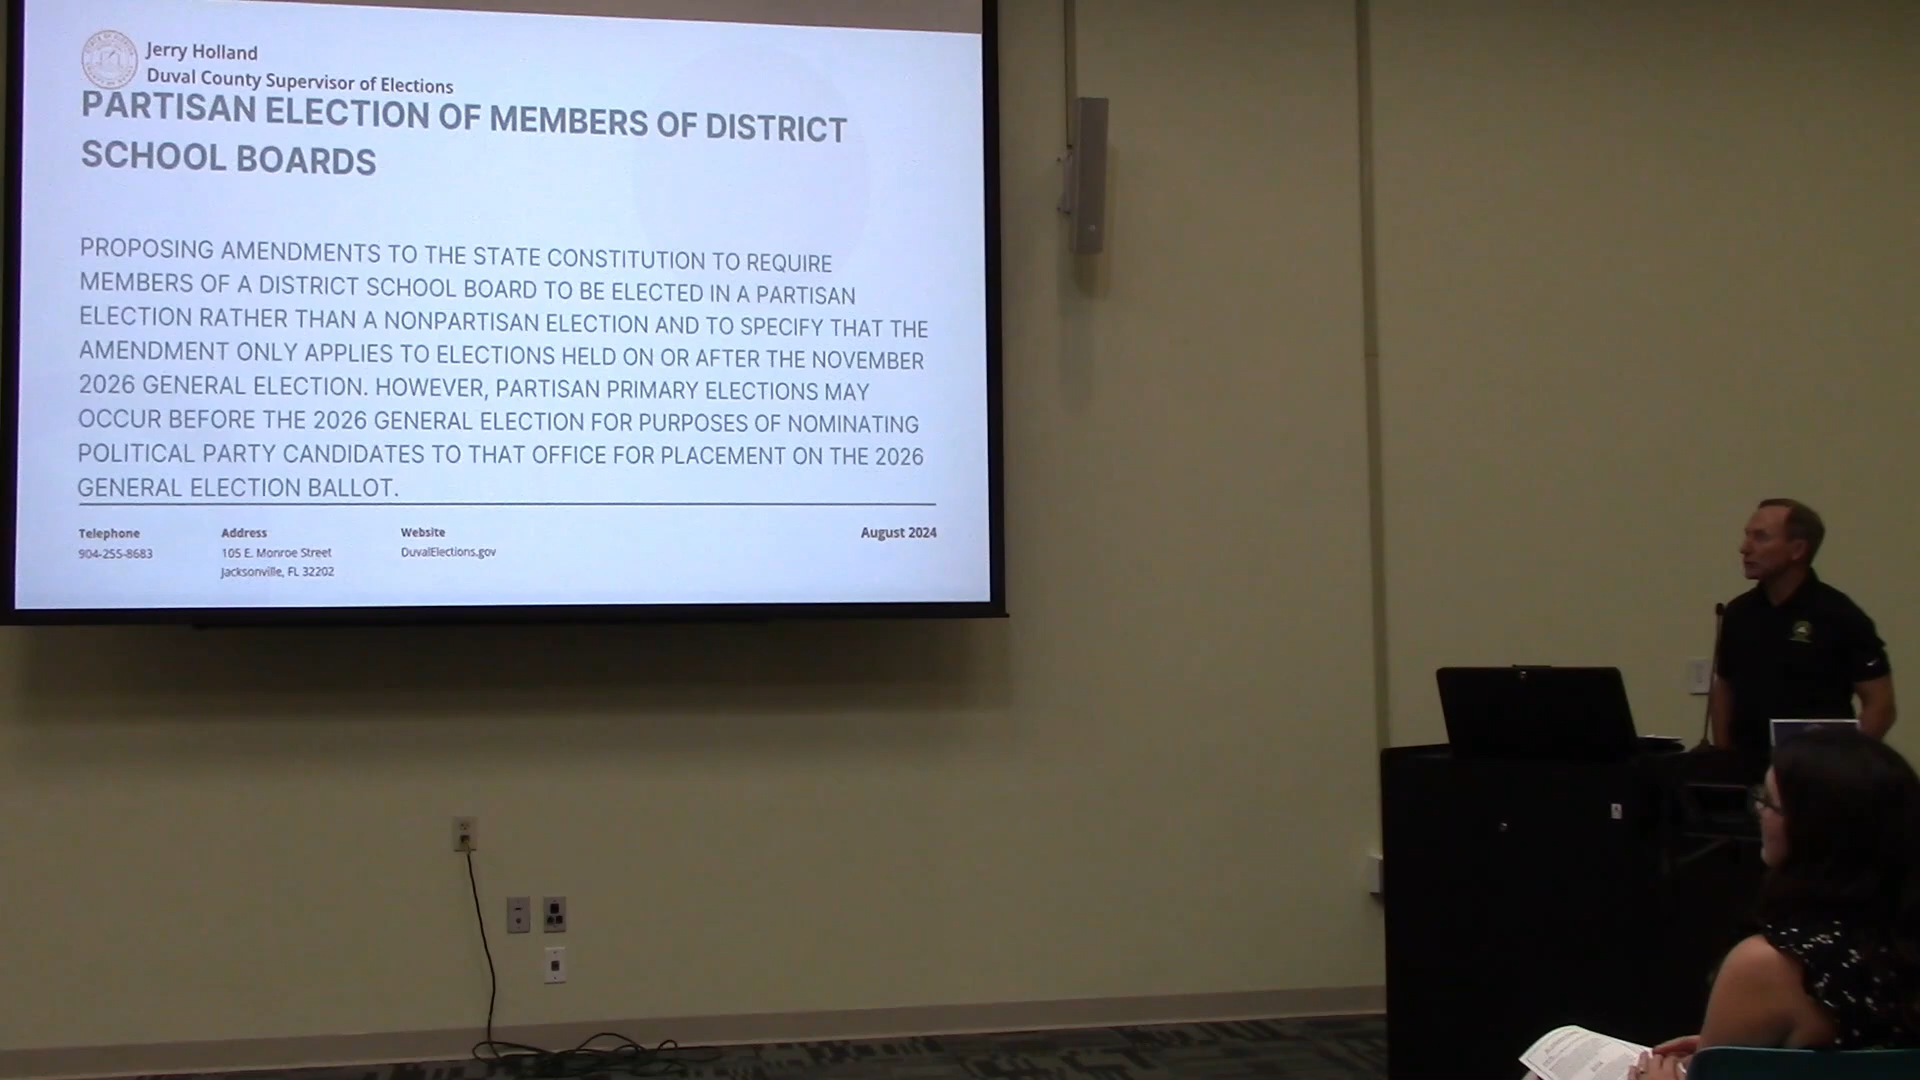 Jerry Holland
Duval County Supervisor of Elections
PARTISAN ELECTION OF MEMBERS OF DISTRICT
SCHOOL BOARDS
PROPOSING AMENDMENTS TO THE STATE CONSTITUTION TO REQUIRE
MEMBERS OF A DISTRICT SCHOOL BOARD TO BE ELECTED IN A PARTISAN
ELECTION RATHER THAN A NONPARTISAN ELECTION AND TO SPECIFY THAT THE
AMENDMENT ONLY APPLIES TO ELECTIONS HELD ON OR AFTER THE NOVEMBER
2026 GENERAL ELECTION. HOWEVER, PARTISAN PRIMARY ELECTIONS MAY
OCCUR BEFORE THE 2026 GENERAL ELECTION FOR PURPOSES OF NOMINATING
POLITICAL PARTY CANDIDATES TO THAT OFFICE FOR PLACEMENT ON THE 2026
GENERAL ELECTION BALLOT.
Telephone
904-255-8683
Address
105 E. Monroe Street
Jacksonville, FL 32202
Website
DuvalElections.gov
August 2024